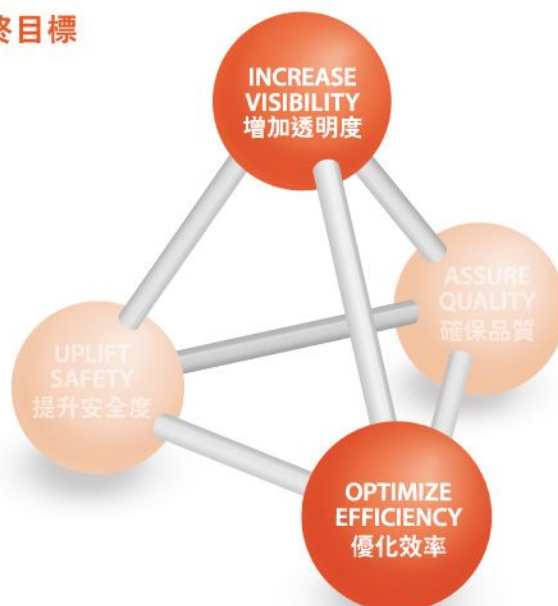 終目標
INCREASE
VISIBILITY
增加透明度
ASSURE
QUALITY
確保品質
UPLIFT
SAFETY
提升安全度
OPTIMIZE
EFFICIENCY
優化效率